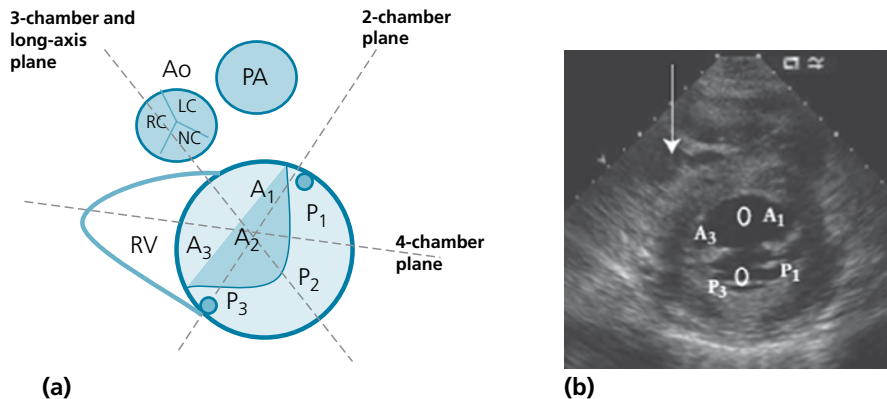 3-chamber and
long-axis
plane
2-chamber
plane
Ao
PA
LC
RC
NC
A1
P1
4-chamber
plane
RV
A3
A2
P2
P3
(a)
A1
A3
P1
P3
(b)